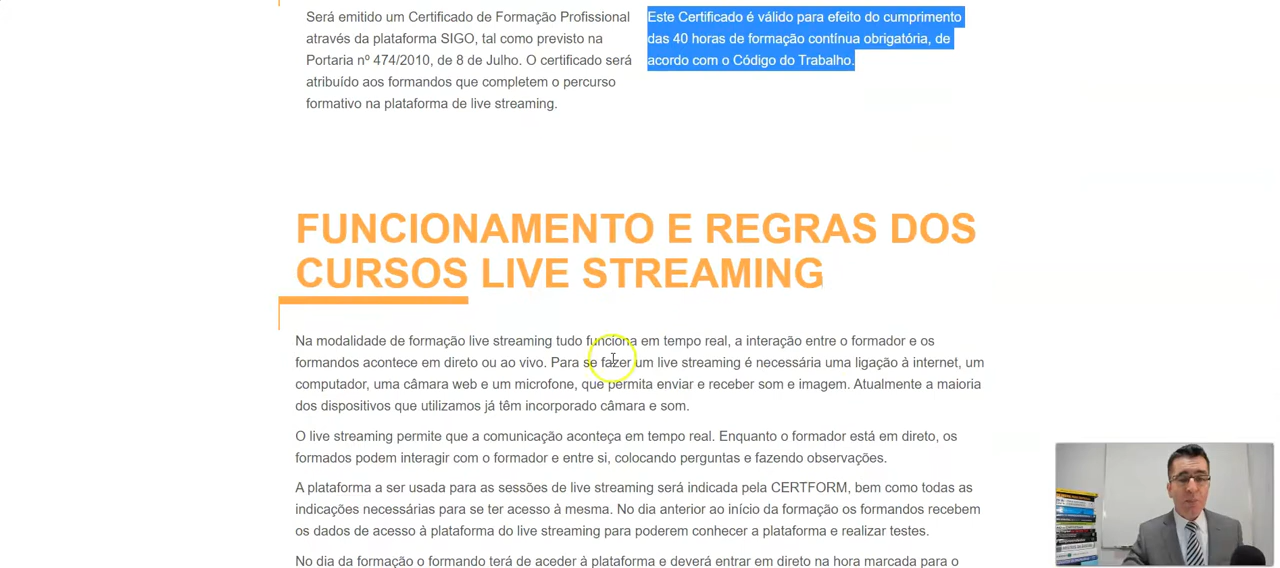 Será emitido um Certificado de Formação Profissional
através da plataforma SIGO, tal como previsto na
Portaria nº 474/2010, de 8 de Julho. O certificado será
atribuído aos formandos que completem o percurso
formativo na plataforma de live streaming.
Este Certificado é válido para efeito do cumprimento
das 40 horas de formação contínua obrigatória, de
acordo com o Código do Trabalho.
FUNCIONAMENTO E REGRAS DOS
CURSOS LIVE STREAMING
Na modalidade de formação live streaming tudo funciona em tempo real, a interação entre o formador e os
formandos acontece em direto ou ao vivo. Para se fazer um live streaming é necessária uma ligação à internet, um
computador, uma câmara web e um microfone, que permita enviar e receber som e imagem. Atualmente a maioria
dos dispositivos que utilizamos já têm incorporado câmara e som.
O live streaming permite que a comunicação aconteça em tempo real. Enquanto o formador está em direto, os
formados podem interagir com o formador e entre si, colocando perguntas e fazendo observações.
A plataforma a ser usada para as sessões de live streaming será indicada pela CERTFORM, bem como todas as
indicações necessárias para se ter acesso à mesma. No dia anterior ao início da formação os formandos recebem
os dados de acesso à plataforma do live streaming para poderem conhecer a plataforma e realizar testes.
No dia da formação o formando terá de aceder à plataforma e deverá entrar em direto na hora marcada para o